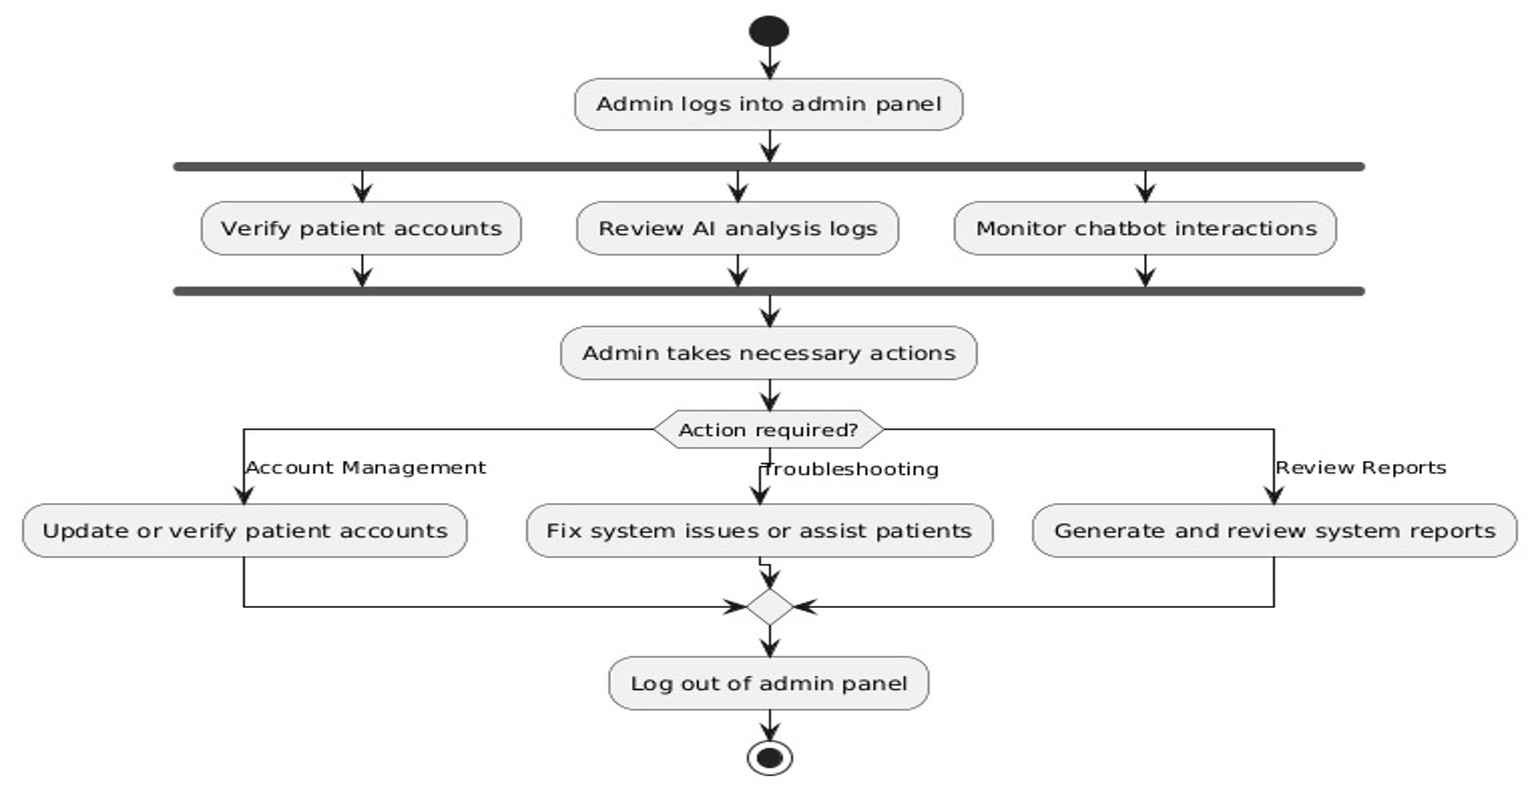 Admin logs into admin panel
Verify patient accounts
Review AI analysis logs
Monitor chatbot interactions
Admin takes necessary actions
Action required?
Account Management
Troubleshooting
Review Reports
Update or verify patient accounts
Fix system issues or assist patients
Generate and review system reports
Log out of admin panel